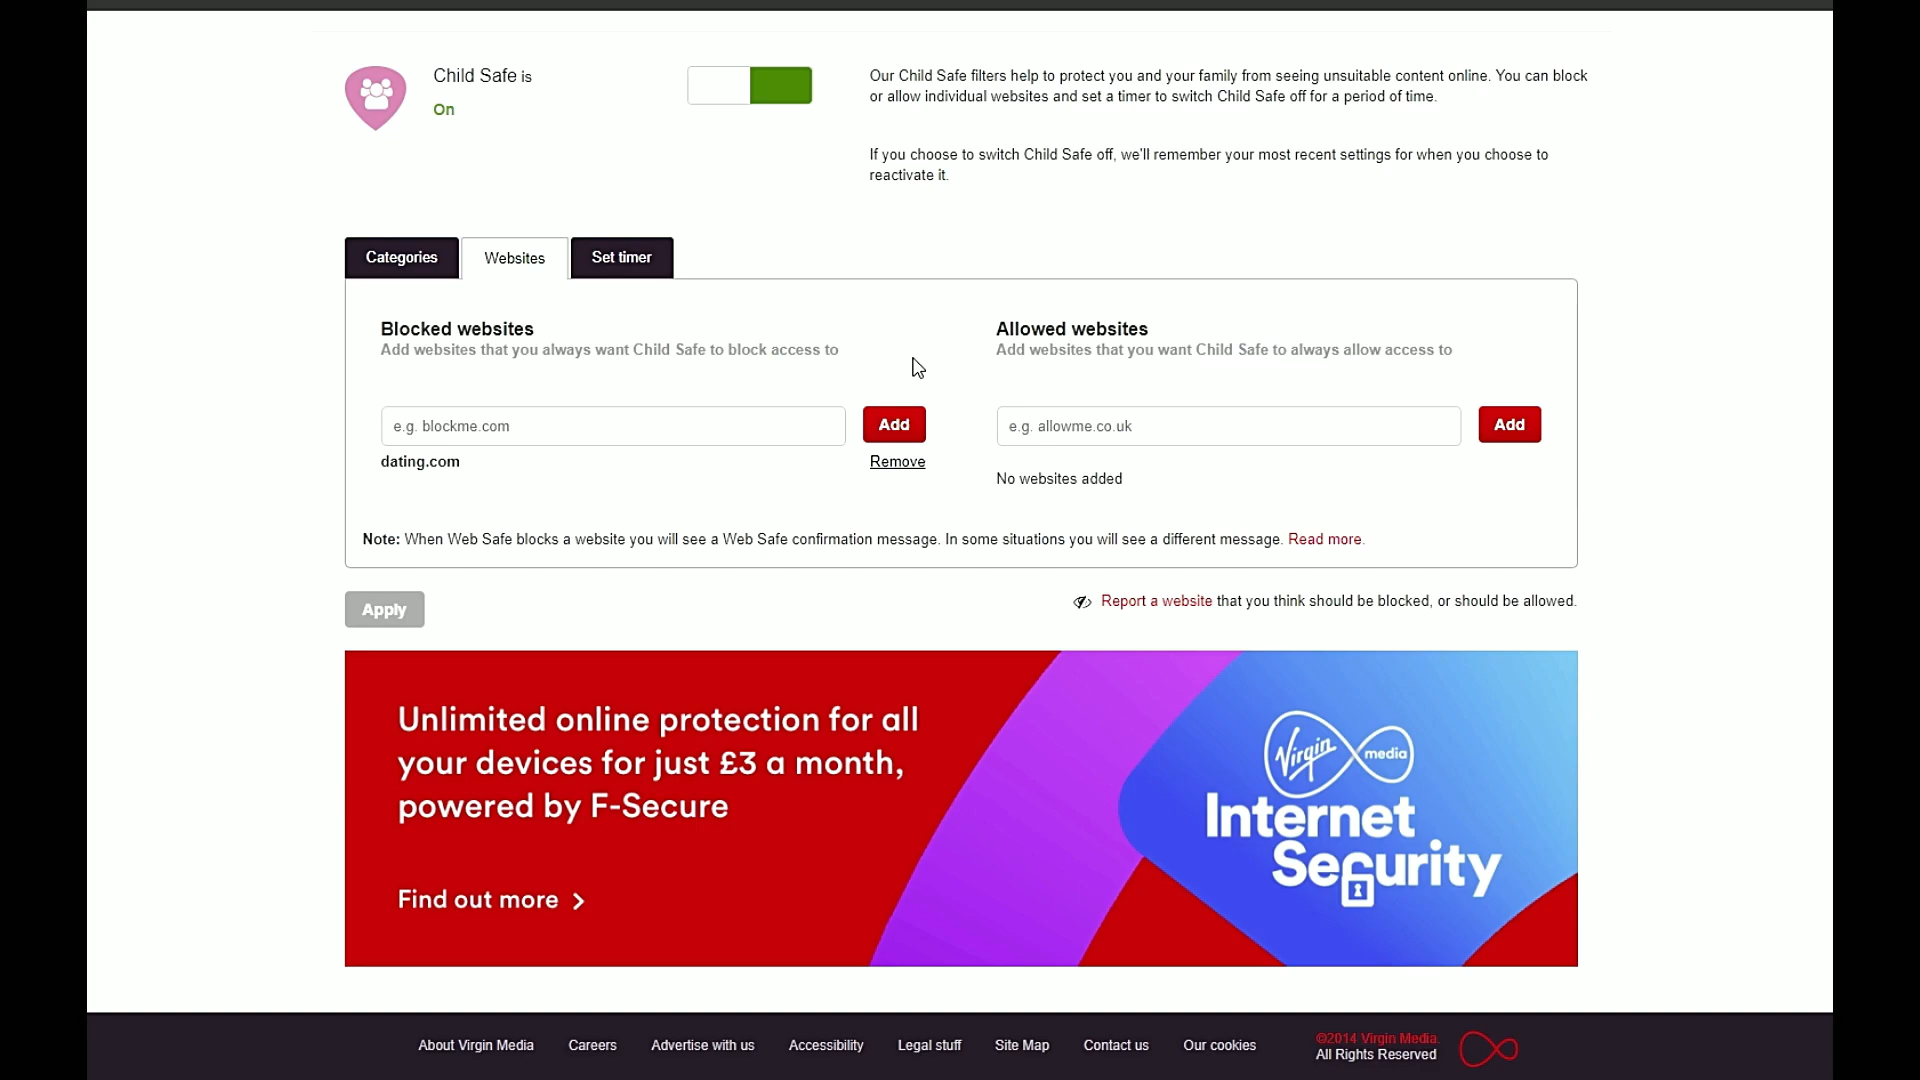 Child Safe is
On
Our Child Safe filters help to protect you and your family from seeing unsuitable content online. You can block
or allow individual websites and set a timer to switch Child Safe off for a period of time.
If you choose to switch Child Safe off, we'll remember your most recent settings for when you choose to
reactivate it.
Categories
Websites
Set timer
Blocked websites
Add websites that you always want Child Safe to block access to
e.g. blockme.com
Add
dating.com
Remove
Allowed websites
Add websites that you want Child Safe to always allow access to
e.g. allowme.co.uk
Add
No websites added
Note: When Web Safe blocks a website you will see a Web Safe confirmation message. In some situations you will see a different message. Read more.
Apply
Report a website that you think should be blocked, or should be allowed.
Unlimited online protection for all
your devices for just £3 a month,
powered by F-Secure
Find out more
Virgin media
Internet
Security
About Virgin Media
Careers
Advertise with us
Accessibility
Legal stuff
Site Map
Contact us
Our cookies
©2014 Virgin Media.
All Rights Reserved